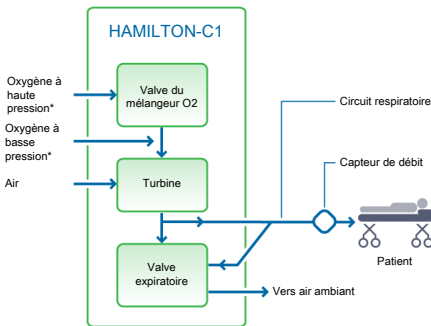 HAMILTON-C1
Oxygène à
haute
pression*
Valve du
mélangeur O2
Oxygène à
basse
pression*
Circuit respiratoire
Air
Turbine
Capteur de débit
Patient
Valve
expiratoire
Vers air ambiant